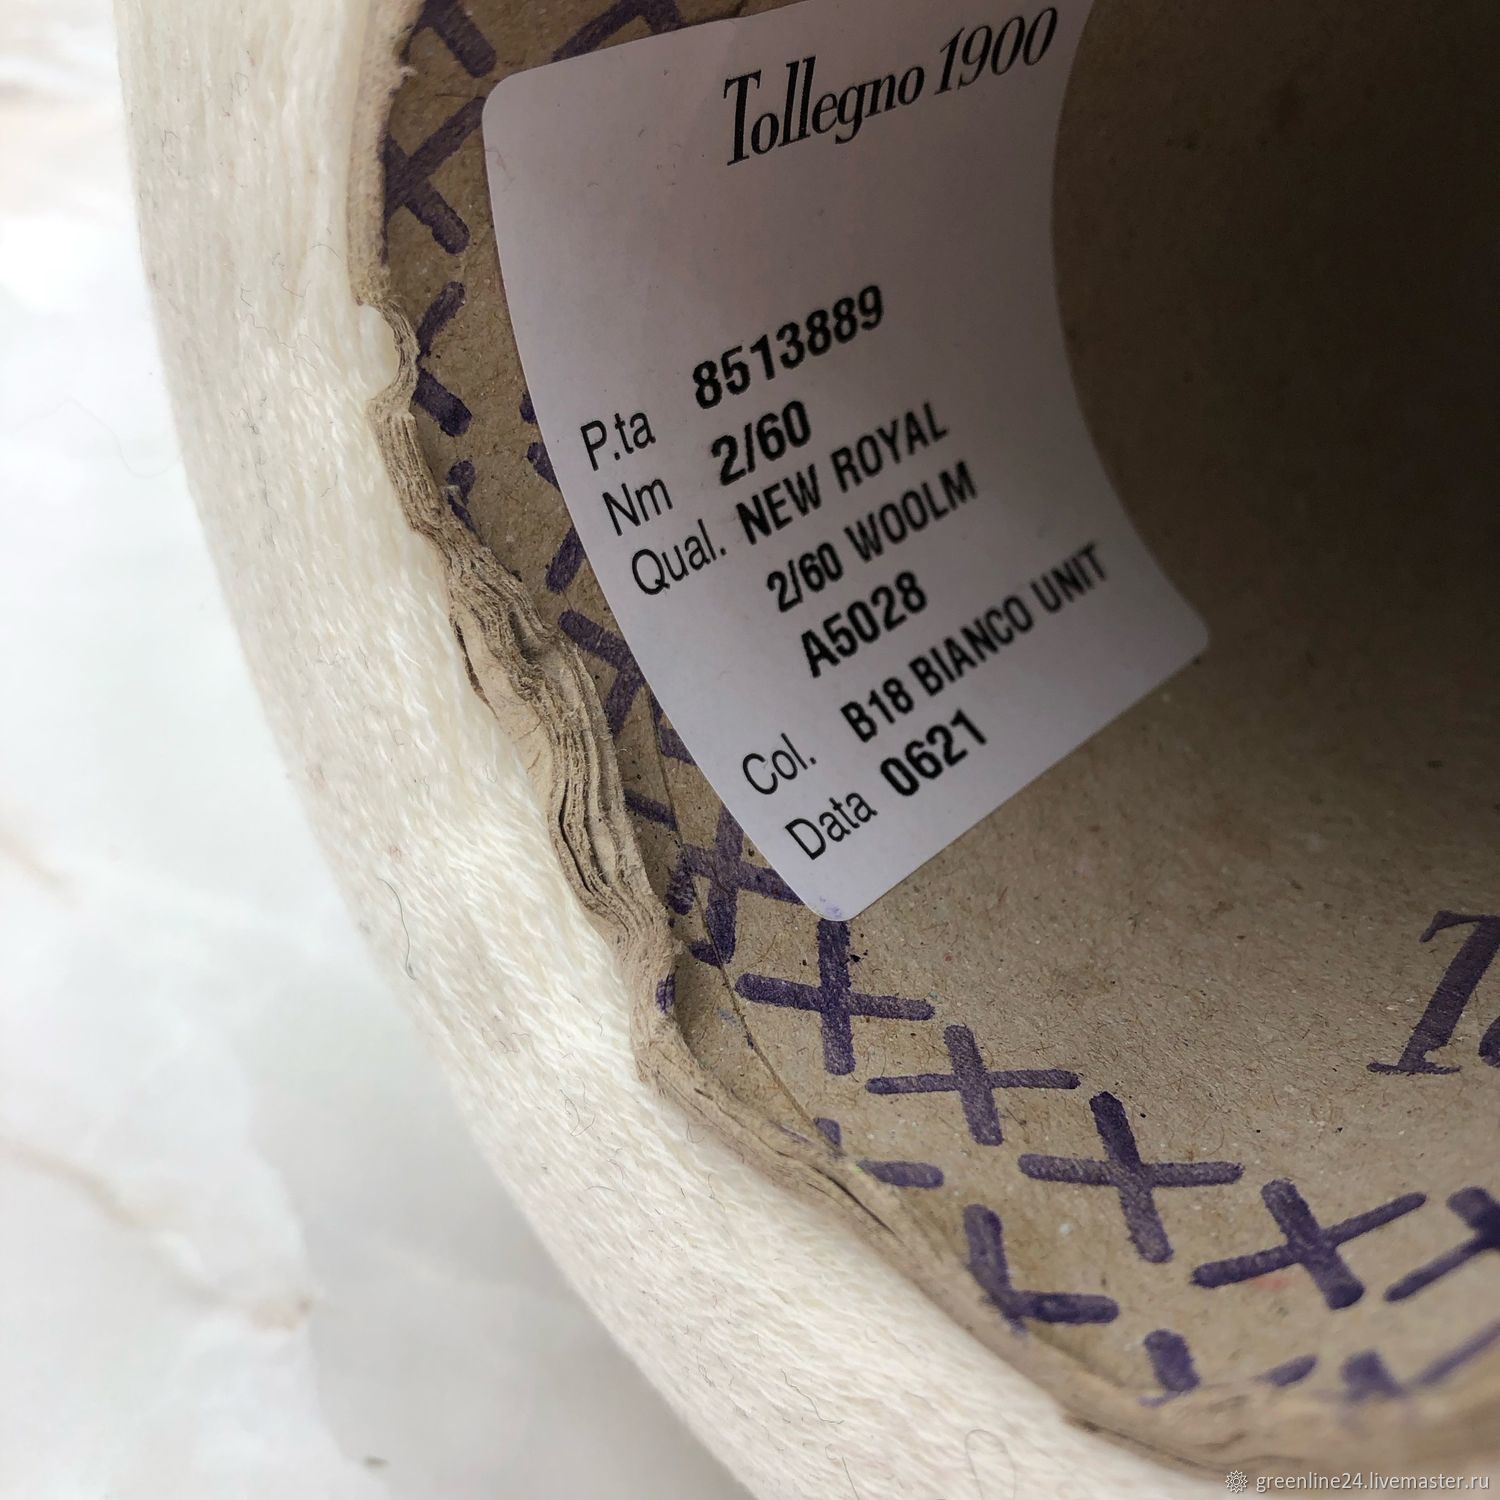 Tollegno 1900
P.ta 8513889
Nm 2/60
Qual. NEW ROYAL
2/60 WOOLM
A5028
Col. B18 BIANCO UNIT
Data 0621
greenline24.livemaster.ru